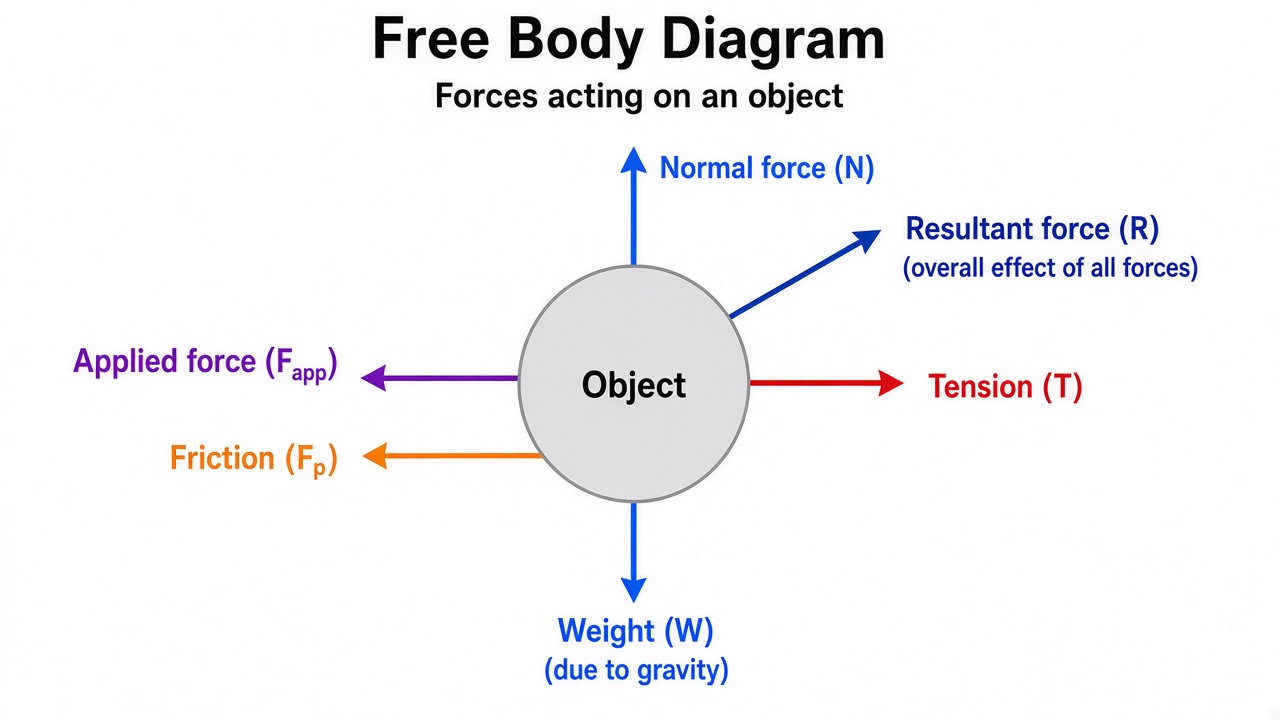 Free Body Diagram
Forces acting on an object
Normal force (N)
Resultant force (R)
(overall effect of all forces)
Applied force (Fapp)
Object
Tension (T)
Friction (Fp)
Weight (W)
(due to gravity)